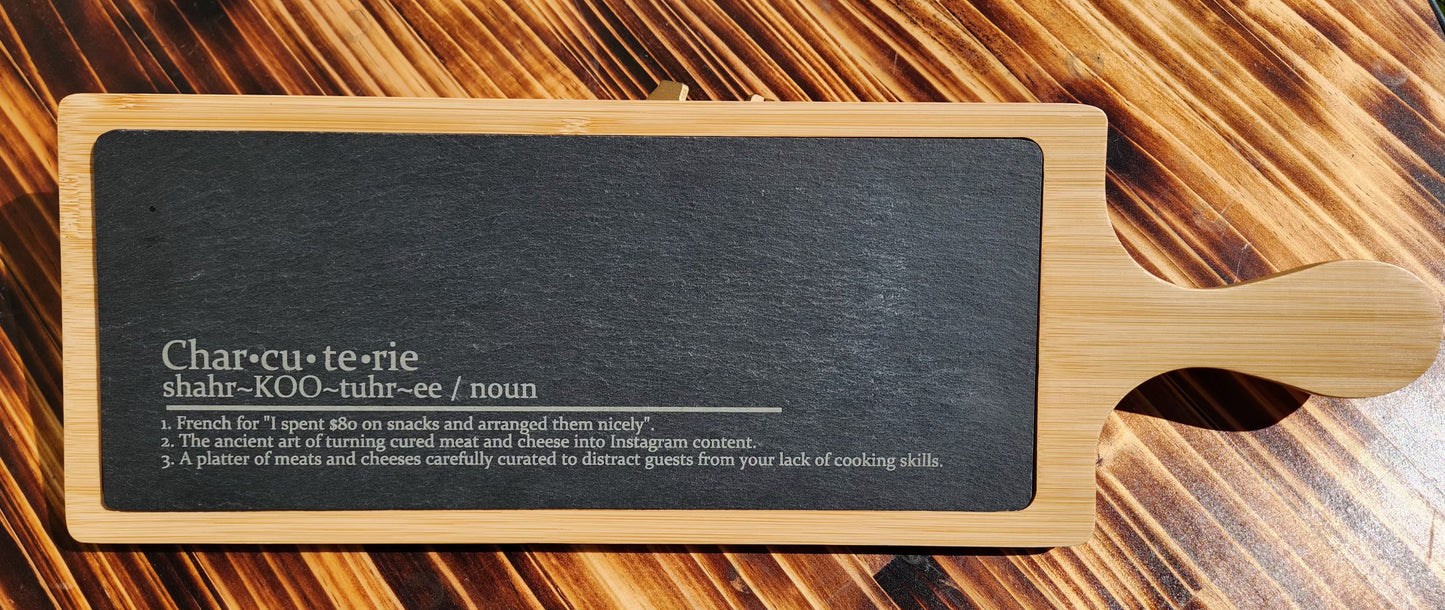 Char•cu•te•rie
shahr~KOO~tuhr~ee / noun
1. French for "I spent $80 on snacks and arranged them nicely".
2. The ancient art of turning cured meat and cheese into Instagram content.
3. A platter of meats and cheeses carefully curated to distract guests from your lack of cooking skills.